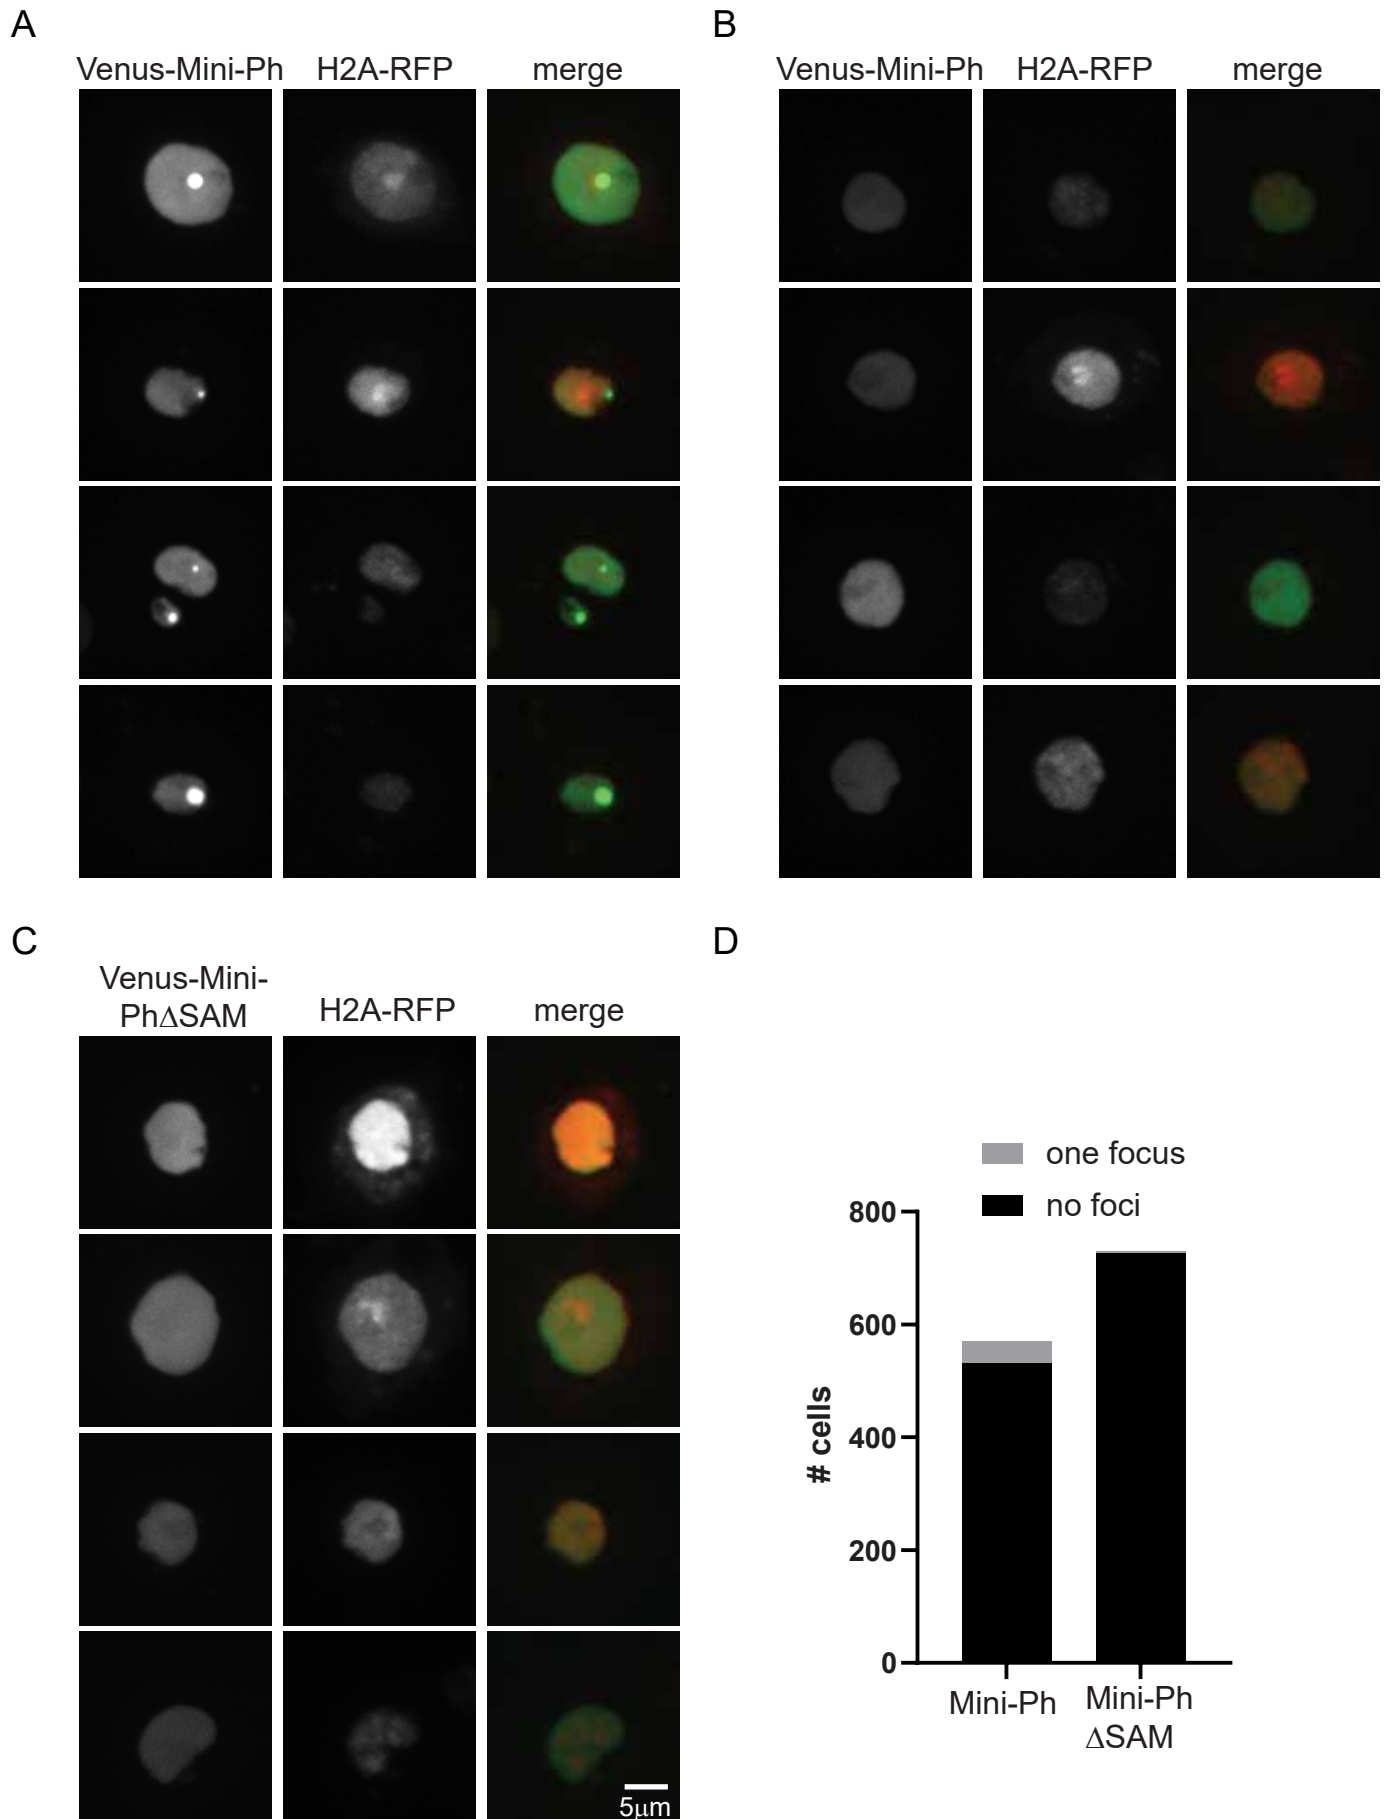 A
Venus-Mini-Ph H2A-RFP merge
B
Venus-Mini-Ph H2A-RFP merge
C
Venus-Mini-
PhΔSAM H2A-RFP merge
5μm
D
one focus
no foci
800
600
400
200
0
# cells
Mini-Ph
Mini-Ph
ΔSAM